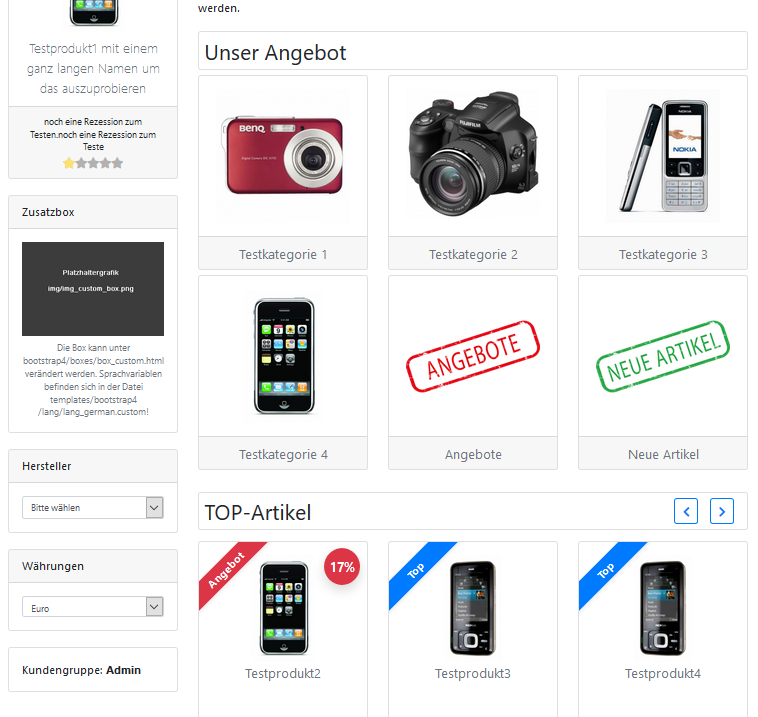 werden.
Testprodukt1 mit einem
ganz langen Namen um
das auszuprobieren
noch eine Rezession zum
Testen.noch eine Rezession zum
Teste
Zusatzbox
Platzhaltergrafik
img/img_custom_box.png
Die Box kann unter
bootstrap4/boxes/box_custom.html
verändert werden. Sprachvariablen
befinden sich in der Datei
templates/bootstrap4
/lang/lang_german.custom!
Hersteller
Bitte wählen
Währungen
Euro
Kundengruppe: Admin
Unser Angebot
BENQ
FUJIFILM
NOKIA
Testkategorie 1
Testkategorie 2
Testkategorie 3
ANGEBOTE
NEUE ARTIKEL
Testkategorie 4
Angebote
Neue Artikel
TOP-Artikel
Angebot
17%
Top
Top
Testprodukt2
Testprodukt3
Testprodukt4